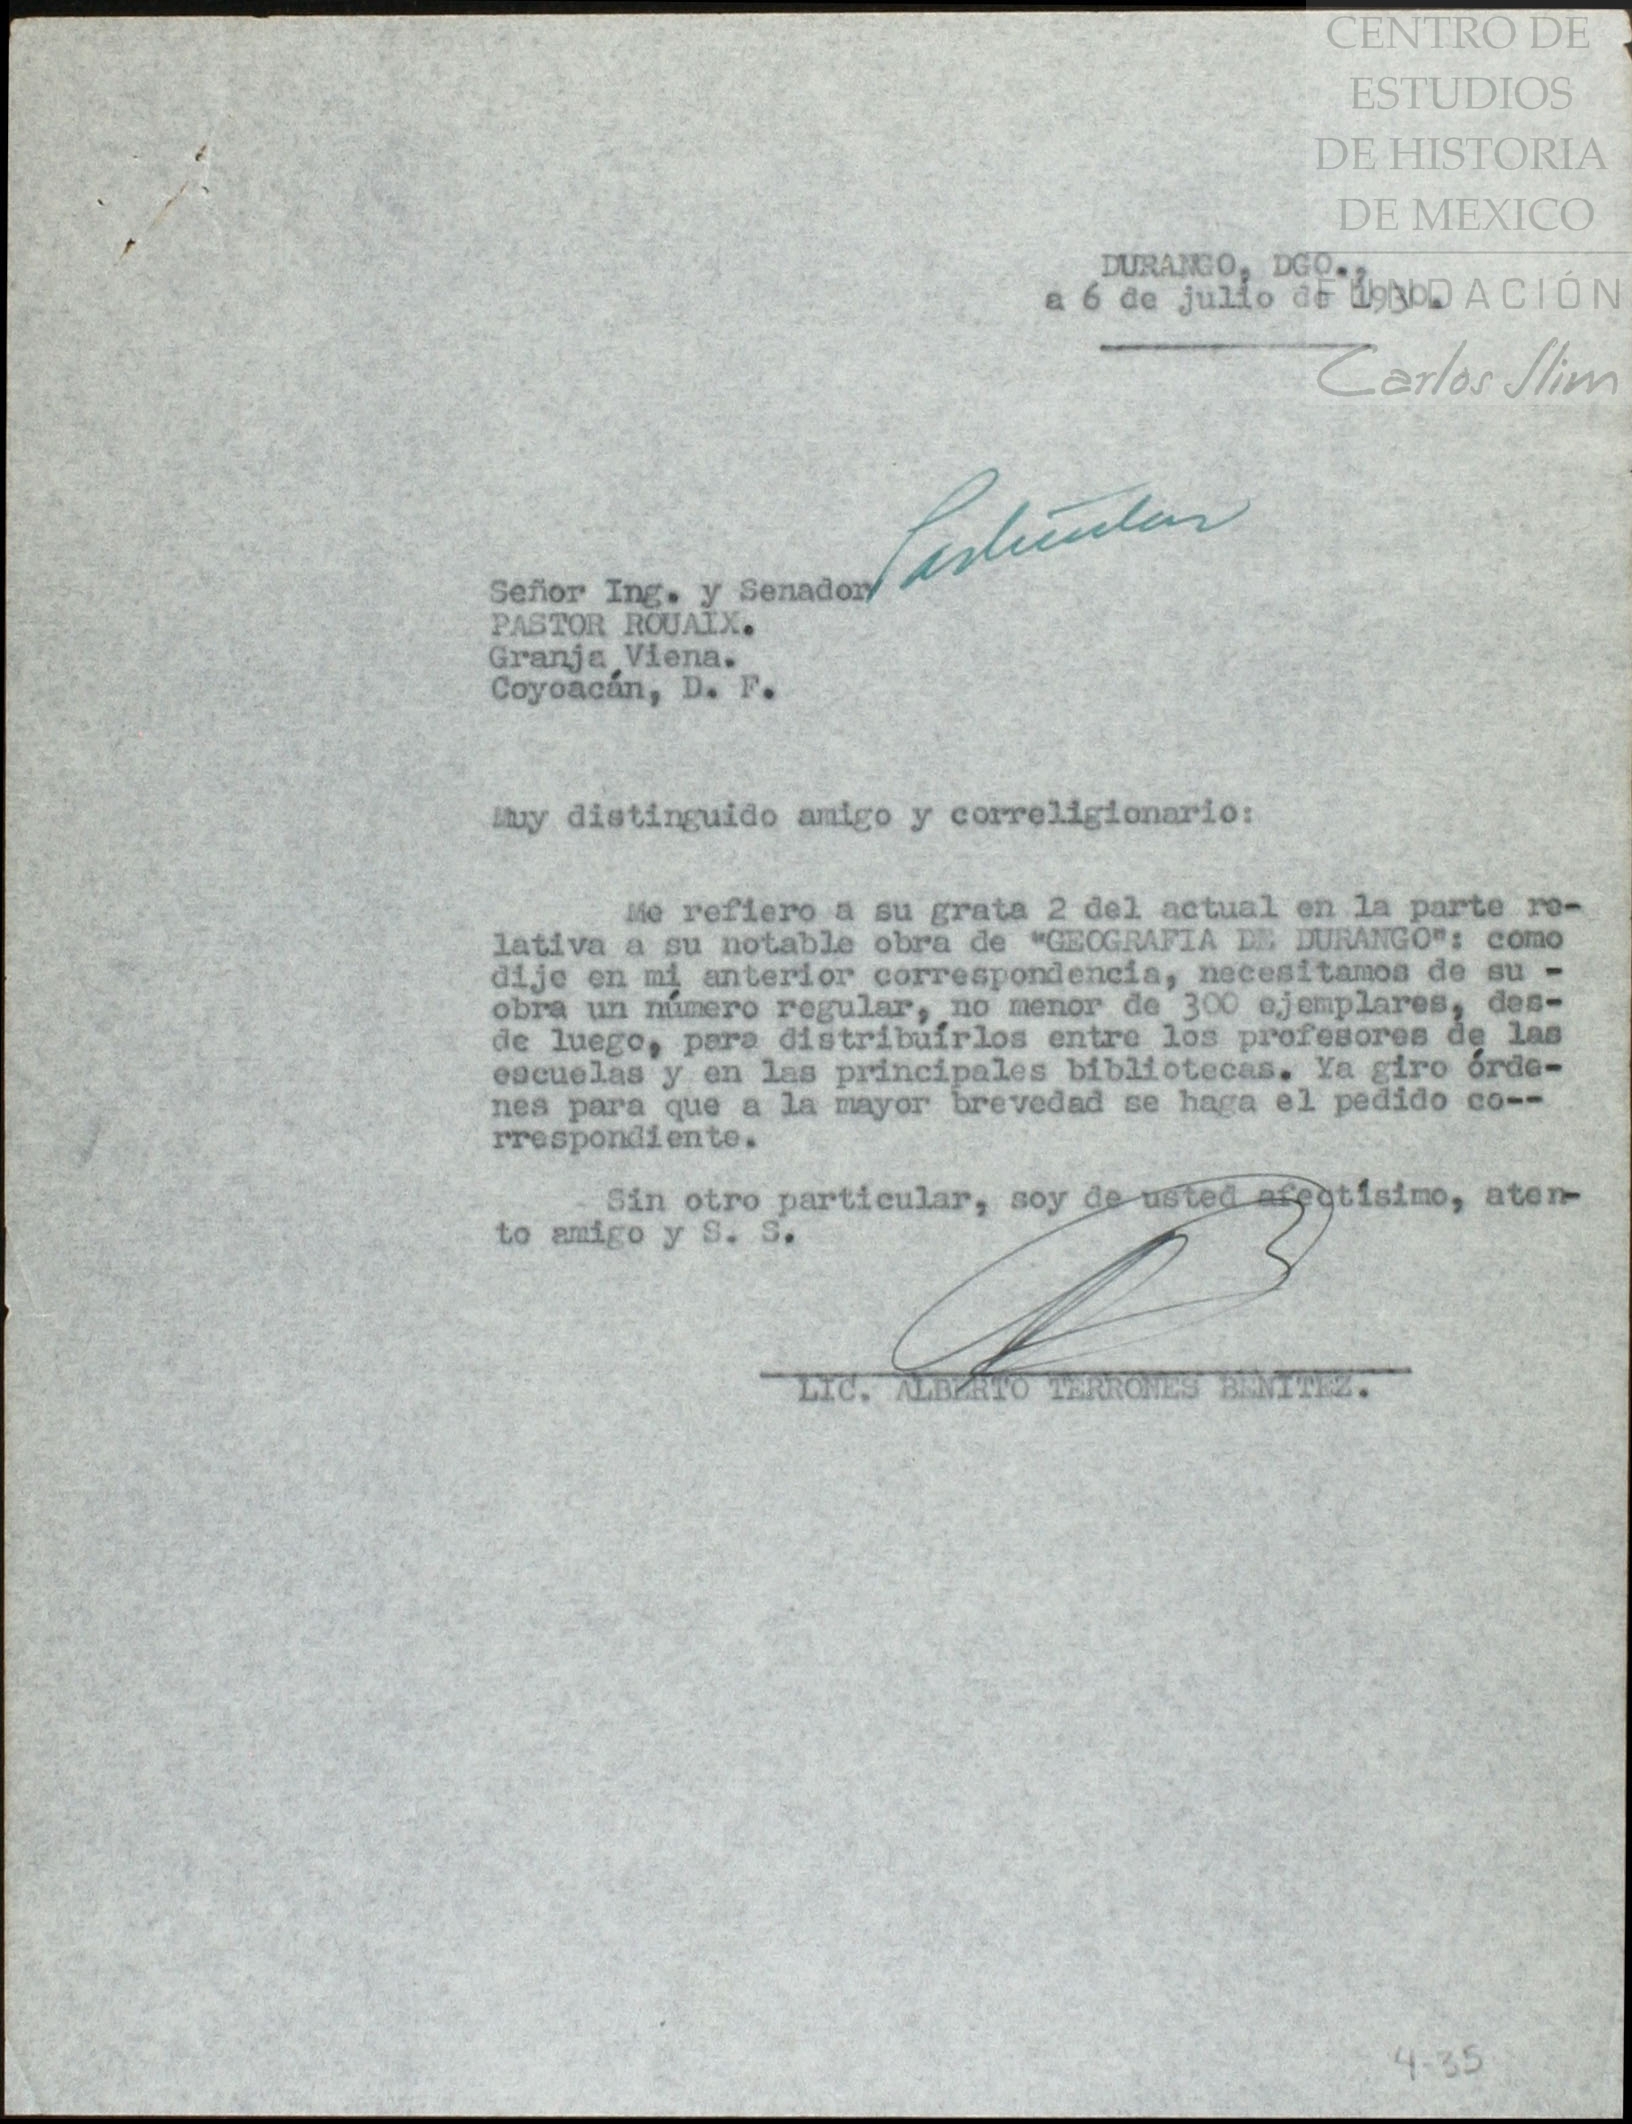 CENTRO DE
ESTUDIOS
DE HISTORIA
DE MEXICO
FUNDACIÓN
Carlos Slim
DURANGO, DGO.,
a 6 de julio de 1930.
Particular
Señor Ing. y Senador
PASTOR ROUAIX.
Granja Viena.
Coyoacán, D. F.
Muy distinguido amigo y correligionario:
Me refiero a su grata 2 del actual en la parte re-
lativa a su notable obra de "GEOGRAFIA DE DURANGO": como
dije en mi anterior correspondencia, necesitamos de su -
obra un número regular, no menor de 300 ejemplares, des-
de luego, para distribuírlos entre los profesores de las
escuelas y en las principales bibliotecas. Ya giro órde-
nes para que a la mayor brevedad se haga el pedido co--
rrespondiente.
Sin otro particular, soy de usted afectísimo, aten-
to amigo y S. S.
LIC. ALBERTO TERRONES BENITEZ.
4-35